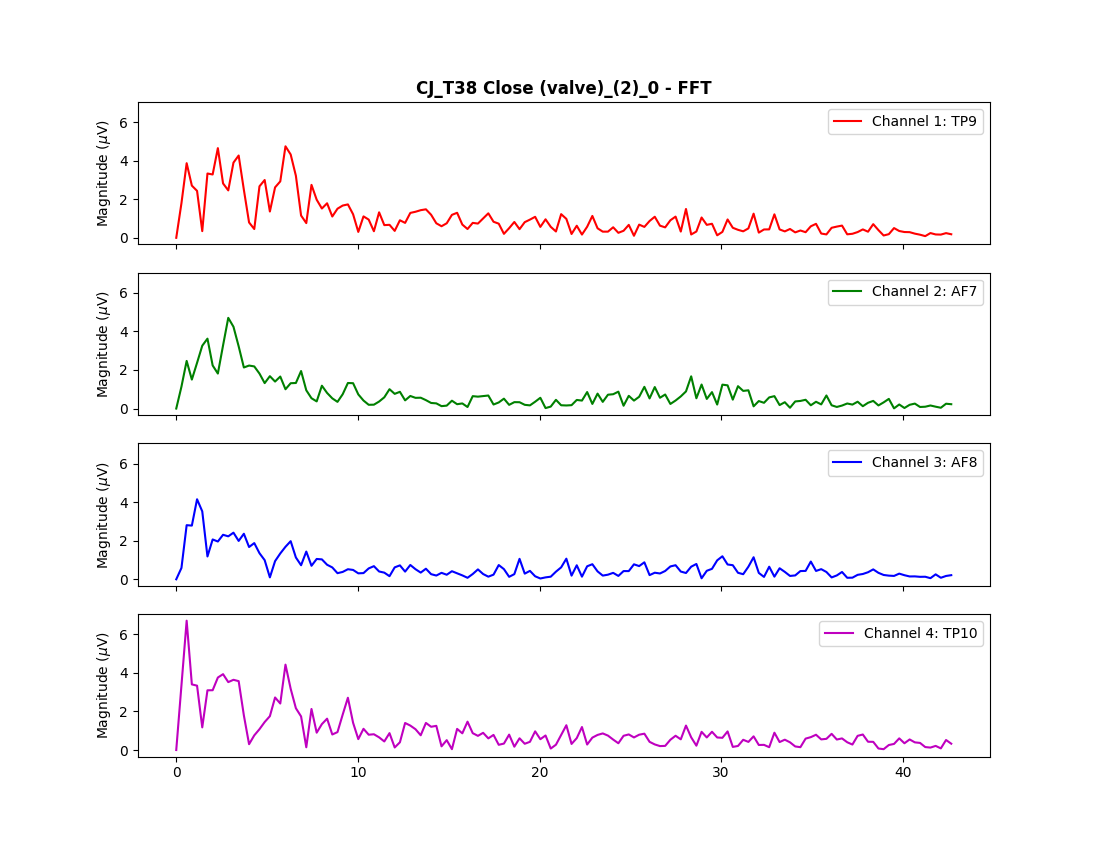 CJ_T38 Close (valve)_(2)_0 - FFT
Magnitude (μV)
6
4
2
0
Channel 1: TP9
Magnitude (μV)
6
4
2
0
Channel 2: AF7
Magnitude (μV)
6
4
2
0
Channel 3: AF8
Magnitude (μV)
6
4
2
0
Channel 4: TP10
0 10 20 30 40